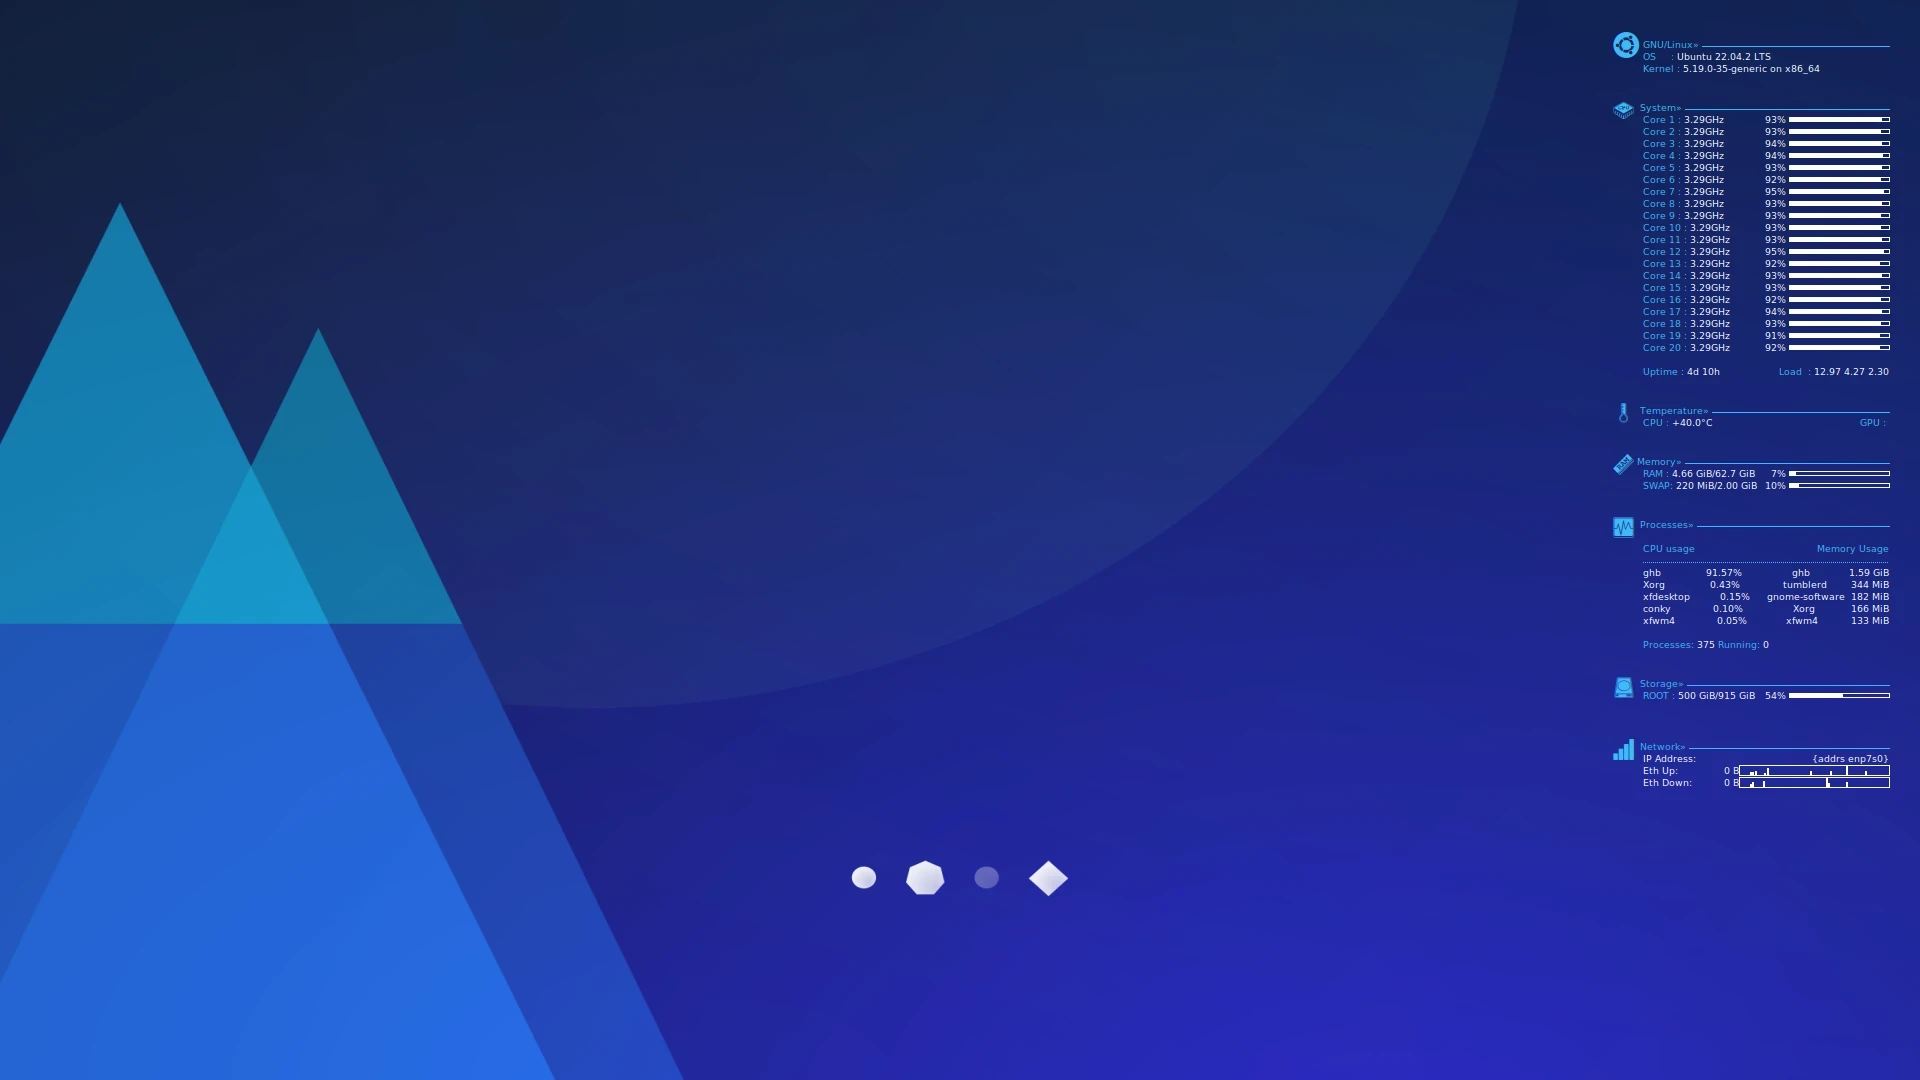 GNU/Linux»
OS : Ubuntu 22.04.2 LTS
Kernel : 5.19.0-35-generic on x86_64
System»
Core 1 : 3.29GHz 93%
Core 2 : 3.29GHz 93%
Core 3 : 3.29GHz 94%
Core 4 : 3.29GHz 94%
Core 5 : 3.29GHz 93%
Core 6 : 3.29GHz 92%
Core 7 : 3.29GHz 95%
Core 8 : 3.29GHz 93%
Core 9 : 3.29GHz 93%
Core 10 : 3.29GHz 93%
Core 11 : 3.29GHz 93%
Core 12 : 3.29GHz 95%
Core 13 : 3.29GHz 92%
Core 14 : 3.29GHz 93%
Core 15 : 3.29GHz 93%
Core 16 : 3.29GHz 92%
Core 17 : 3.29GHz 94%
Core 18 : 3.29GHz 93%
Core 19 : 3.29GHz 91%
Core 20 : 3.29GHz 92%
Uptime : 4d 10h Load : 12.97 4.27 2.30
Temperature»
CPU : +40.0°C GPU :
Memory»
RAM : 4.66 GiB/62.7 GiB 7%
SWAP: 220 MiB/2.00 GiB 10%
Processes»
CPU usage Memory Usage
ghb 91.57% ghb 1.59 GiB
Xorg 0.43% tumblerd 344 MiB
xfdesktop 0.15% gnome-software 182 MiB
conky 0.10% Xorg 166 MiB
xfwm4 0.05% xfwm4 133 MiB
Processes: 375 Running: 0
Storage»
ROOT : 500 GiB/915 GiB 54%
Network»
IP Address: {addrs enp7s0}
Eth Up: 0 B
Eth Down: 0 B